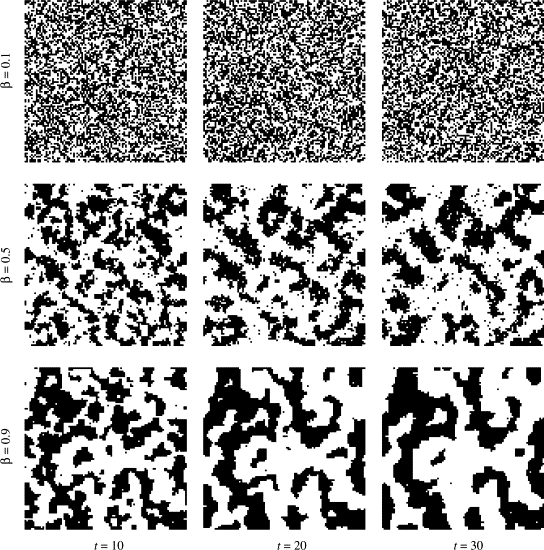 β = 0.1
β = 0.5
β = 0.9
t = 10
t = 20
t = 30